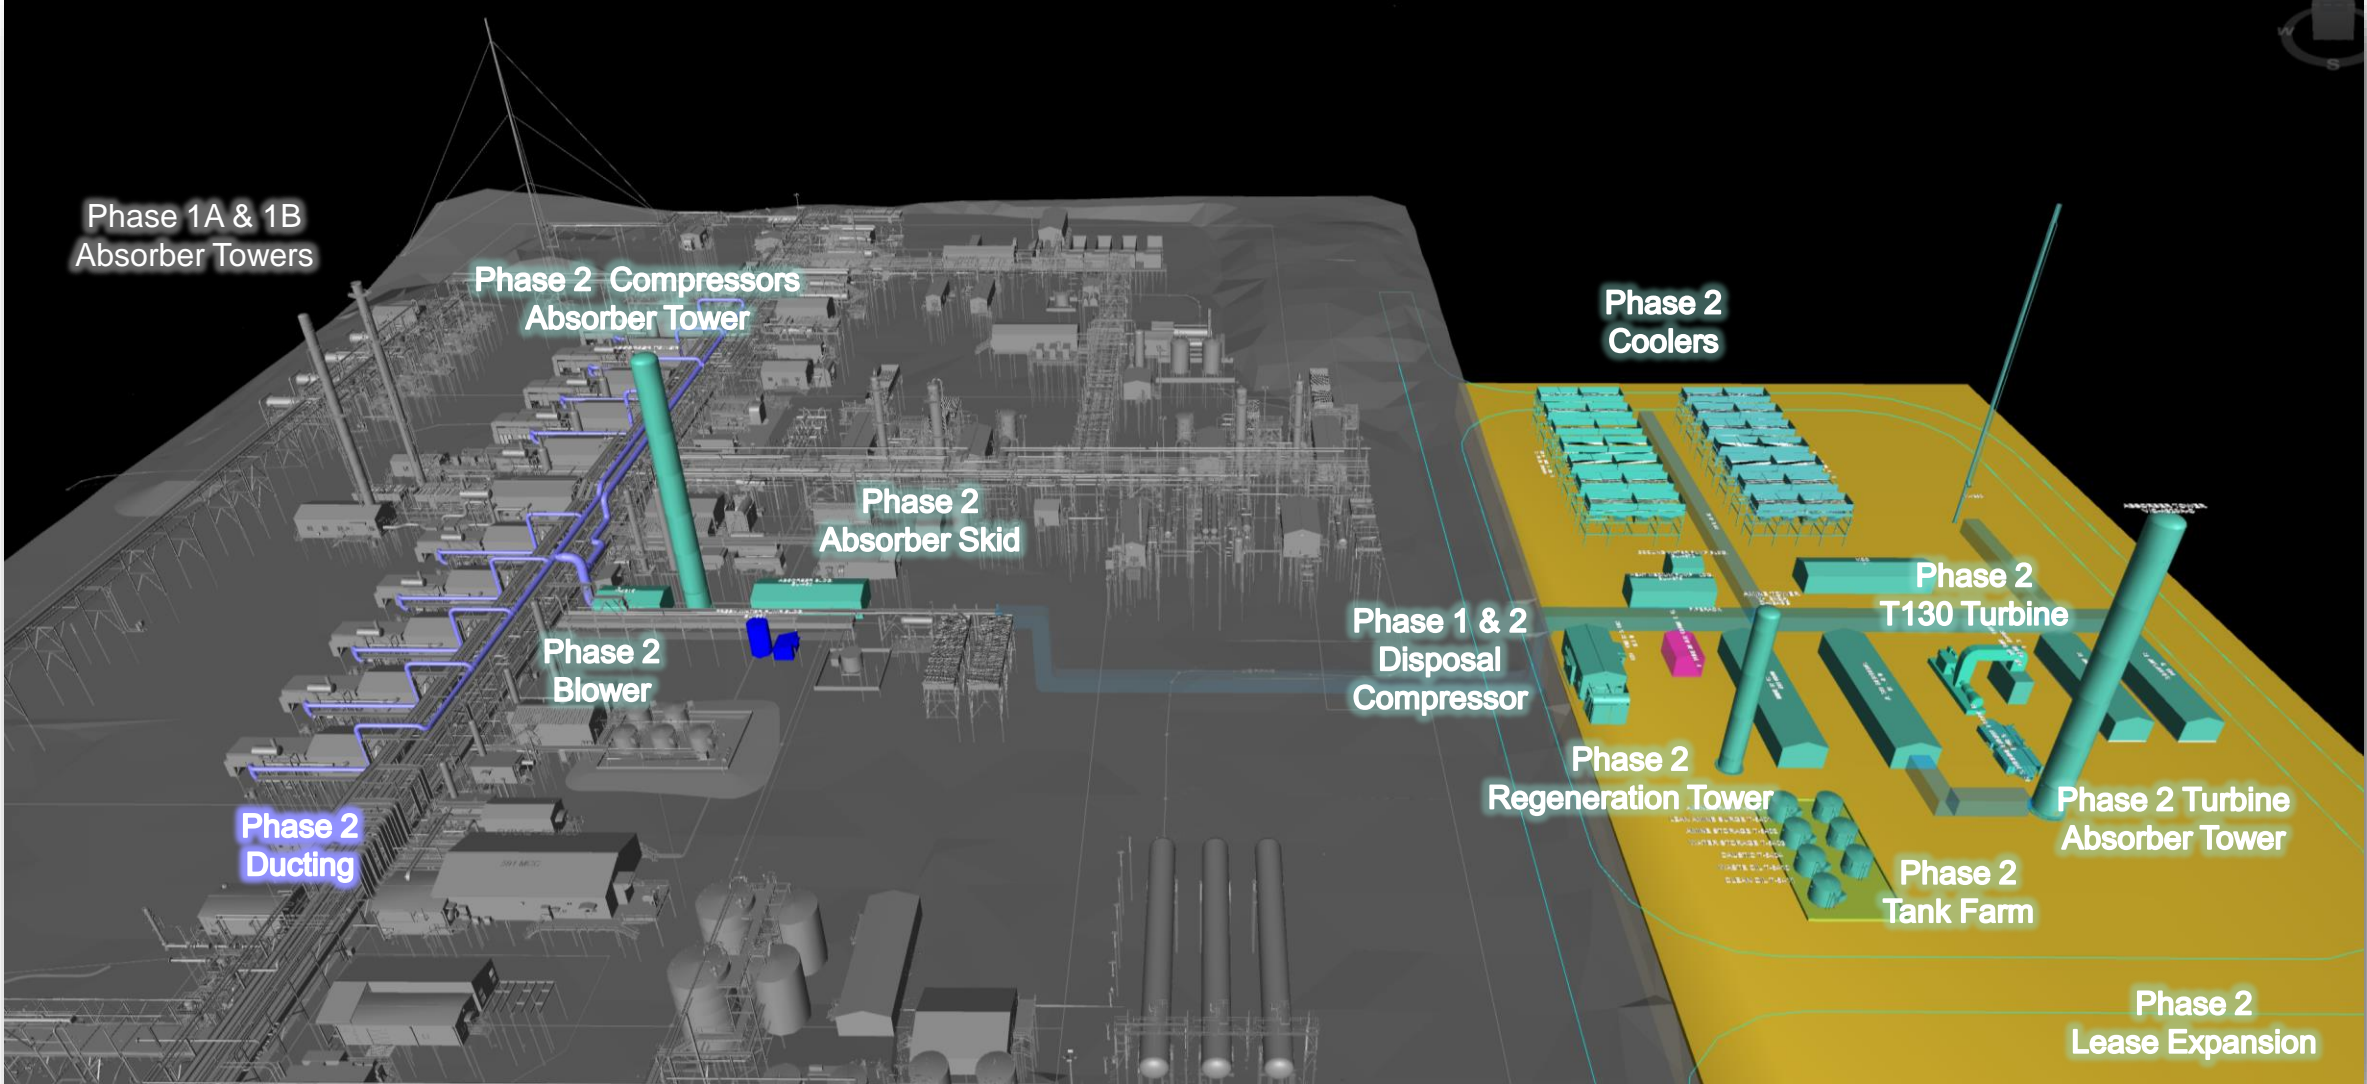 W
S
Phase 1A & 1B
Absorber Towers
Phase 2 Compressors
Absorber Tower
Phase 2
Coolers
Phase 2
Absorber Skid
Phase 2
T130 Turbine
Phase 1 & 2
Disposal
Compressor
Phase 2
Blower
Phase 2
Regeneration Tower
Phase 2 Turbine
Absorber Tower
Phase 2
Ducting
Phase 2
Tank Farm
Phase 2
Lease Expansion